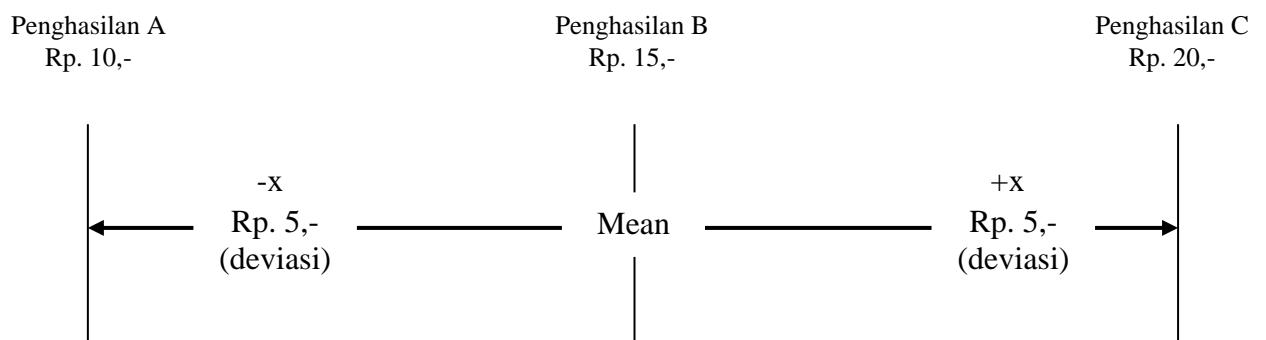 Penghasilan A
Rp. 10,-
Penghasilan B
Rp. 15,-
Penghasilan C
Rp. 20,-
-x
Rp. 5,-
(deviasi)
Mean
+x
Rp. 5,-
(deviasi)